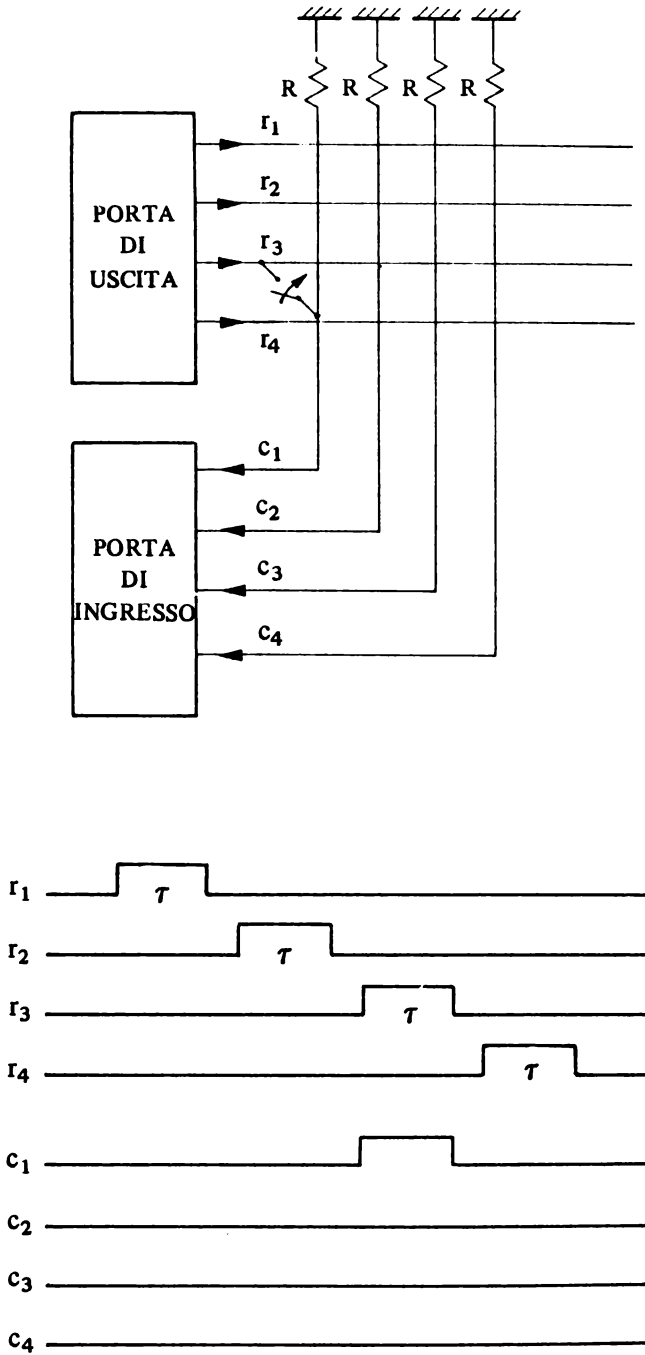 R R R R
r1
r2
PORTA
DI
USCITA
r3
r4
c1
c2
PORTA
DI
INGRESSO
c3
c4
r1 τ
r2 τ
r3 τ
r4 τ
c1
c2
c3
c4